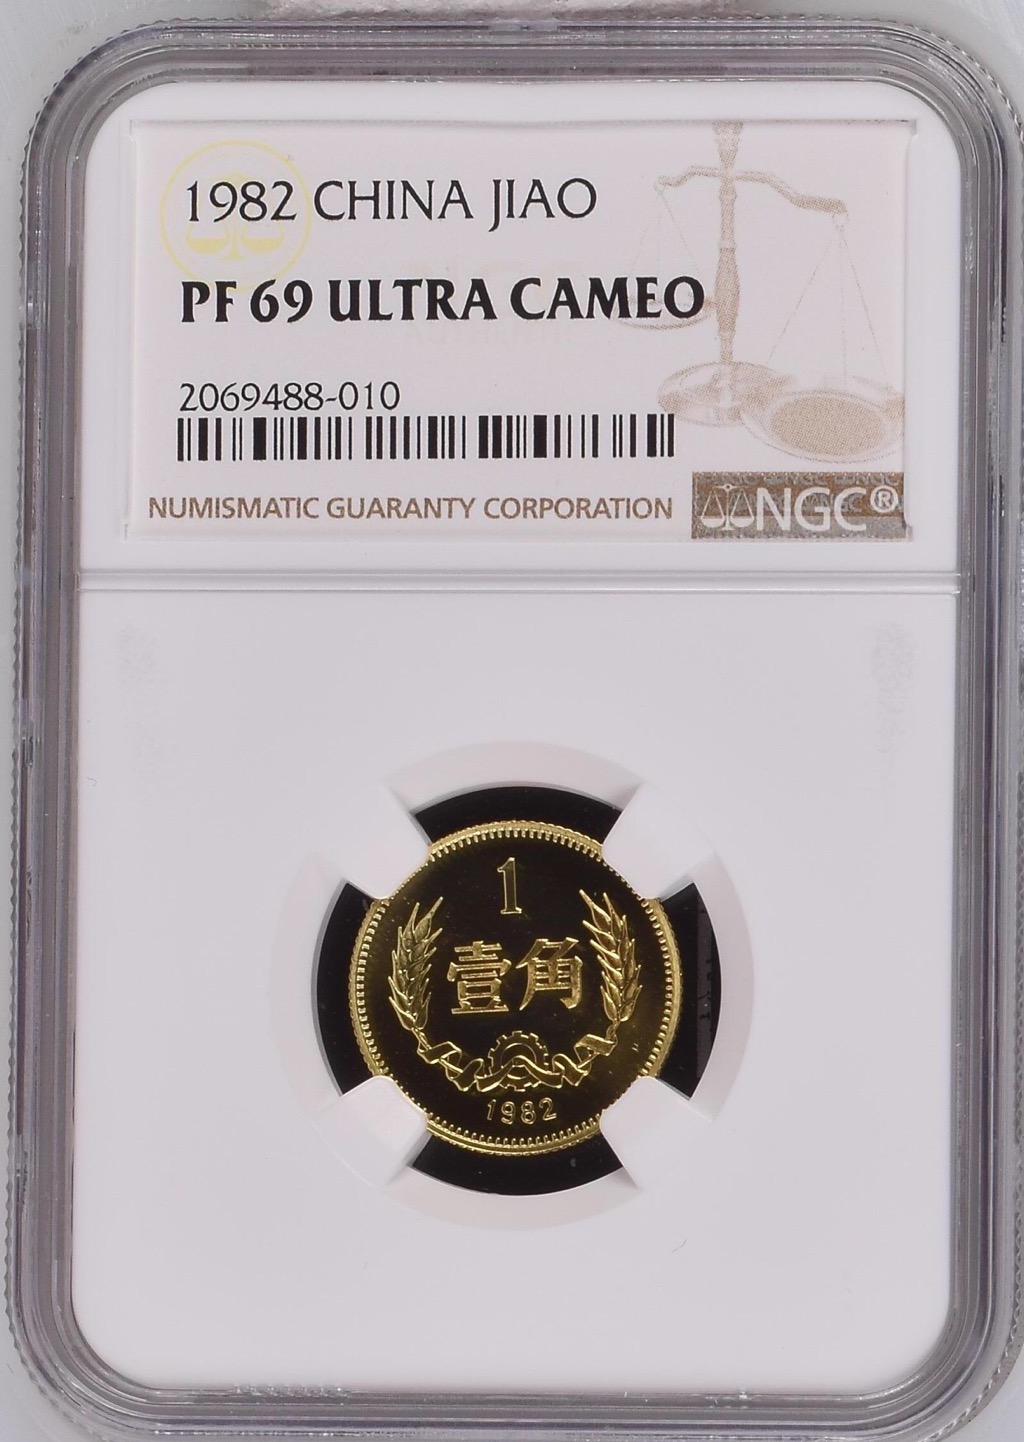 1982 CHINA JIAO
PF 69 ULTRA CAMEO
2069488-010
NUMISMATIC GUARANTY CORPORATION
NGC®
1
壹角
1982